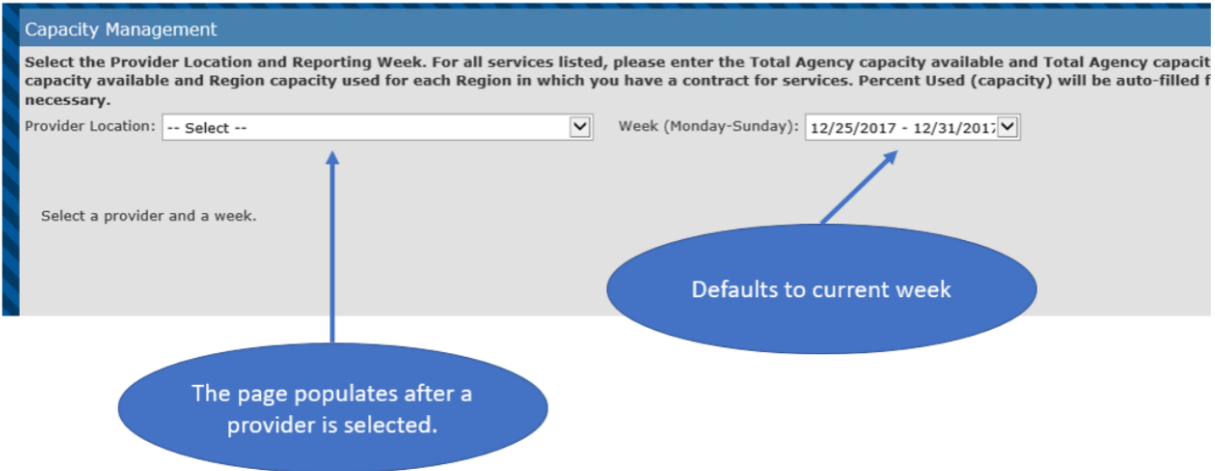 Capacity Management
Select the Provider Location and Reporting Week. For all services listed, please enter the Total Agency capacity available and Total Agency capacit
capacity available and Region capacity used for each Region in which you have a contract for services. Percent Used (capacity) will be auto-filled f
necessary.
Provider Location: -- Select -- Week (Monday-Sunday): 12/25/2017 - 12/31/2017
Select a provider and a week.
Defaults to current week
The page populates after a
provider is selected.